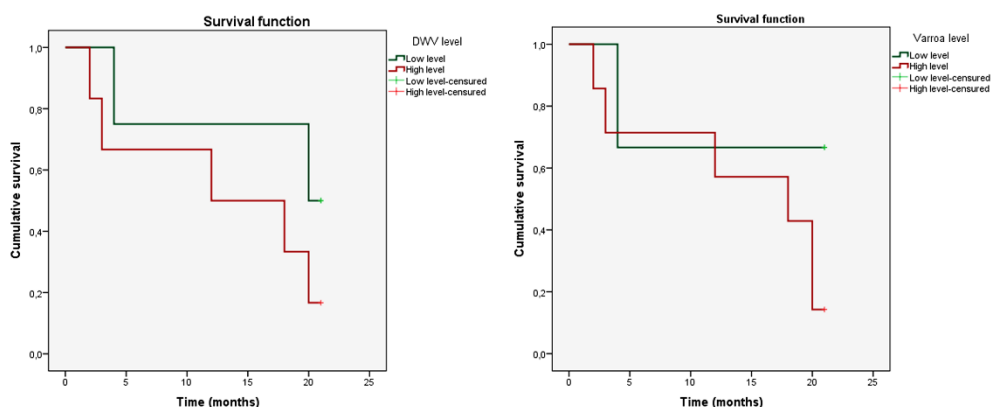 Survival function
DWV level
Low level
High level
Low level-censured
High level-censured
Cumulative survival
1,0
0,8
0,6
0,4
0,2
0,0
0 5 10 15 20 25
Time (months)
Survival function
Varroa level
Low level
High level
Low level-censured
High level-censured
Cumulative survival
1,0
0,8
0,6
0,4
0,2
0,0
0 5 10 15 20 25
Time (months)